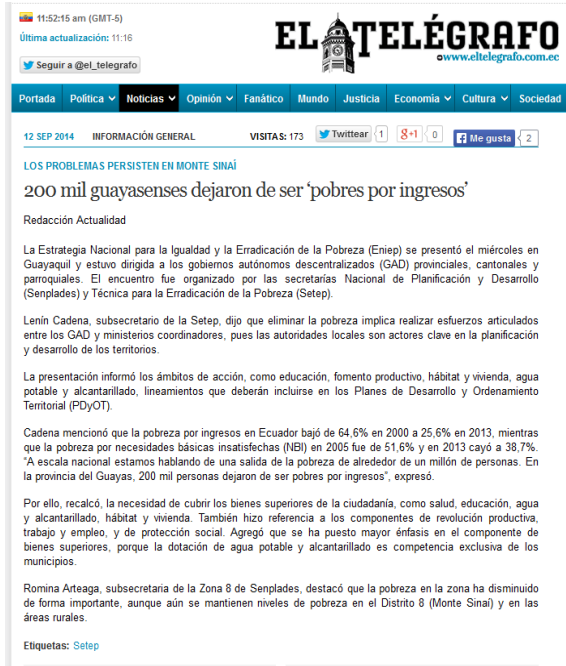 11:52:15 am (GMT-5)
Última actualización: 11:16
Seguir a @el_telegrafo
EL TELÉGRAFO
www.eltelegrafo.com.ec
Portada Política Noticias Opinión Fanático Mundo Justicia Economía Cultura Sociedad
12 SEP 2014 INFORMACIÓN GENERAL VISITAS: 173 Twittear 1 g+1 0 Me gusta 2
LOS PROBLEMAS PERSISTEN EN MONTE SINAÍ
200 mil guayasenses dejaron de ser ‘pobres por ingresos’
Redacción Actualidad
La Estrategia Nacional para la Igualdad y la Erradicación de la Pobreza (Eniep) se presentó el miércoles en
Guayaquil y estuvo dirigida a los gobiernos autónomos descentralizados (GAD) provinciales, cantonales y
parroquiales. El encuentro fue organizado por las secretarías Nacional de Planificación y Desarrollo
(Senplades) y Técnica para la Erradicación de la Pobreza (Setep).
Lenín Cadena, subsecretario de la Setep, dijo que eliminar la pobreza implica realizar esfuerzos articulados
entre los GAD y ministerios coordinadores, pues las autoridades locales son actores clave en la planificación
y desarrollo de los territorios.
La presentación informó los ámbitos de acción, como educación, fomento productivo, hábitat y vivienda, agua
potable y alcantarillado, lineamientos que deberán incluirse en los Planes de Desarrollo y Ordenamiento
Territorial (PDyOT).
Cadena mencionó que la pobreza por ingresos en Ecuador bajó de 64,6% en 2000 a 25,6% en 2013, mientras
que la pobreza por necesidades básicas insatisfechas (NBI) en 2005 fue de 51,6% y en 2013 cayó a 38,7%.
“A escala nacional estamos hablando de una salida de la pobreza de alrededor de un millón de personas. En
la provincia del Guayas, 200 mil personas dejaron de ser pobres por ingresos”, expresó.
Por ello, recalcó, la necesidad de cubrir los bienes superiores de la ciudadanía, como salud, educación, agua
y alcantarillado, hábitat y vivienda. También hizo referencia a los componentes de revolución productiva,
trabajo y empleo, y de protección social. Agregó que se ha puesto mayor énfasis en el componente de
bienes superiores, porque la dotación de agua potable y alcantarillado es competencia exclusiva de los
municipios.
Romina Arteaga, subsecretaria de la Zona 8 de Senplades, destacó que la pobreza en la zona ha disminuido
de forma importante, aunque aún se mantienen niveles de pobreza en el Distrito 8 (Monte Sinaí) y en las
áreas rurales.
Etiquetas: Setep